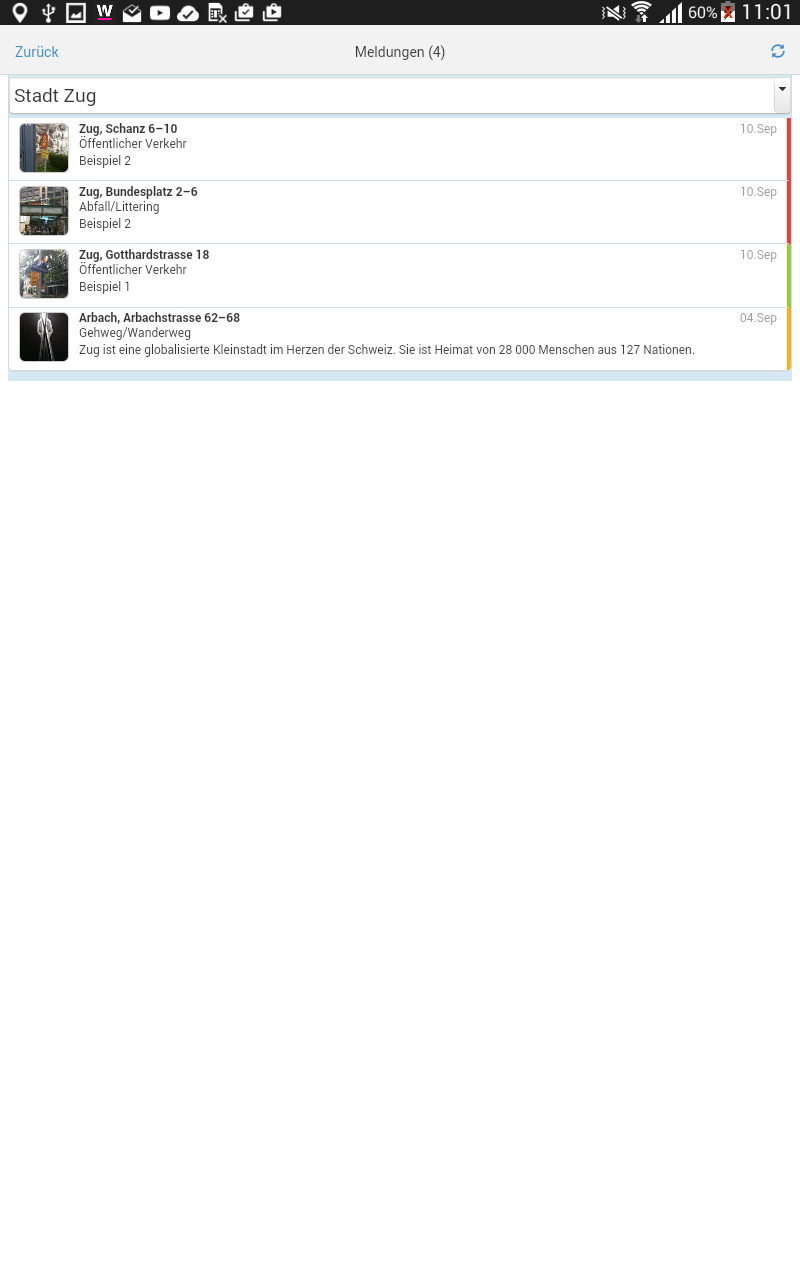 60% 11:01
Zurück Meldungen (4)
Stadt Zug
Zug, Schanz 6–10 10.Sep
Öffentlicher Verkehr
Beispiel 2
Zug, Bundesplatz 2–6 10.Sep
Abfall/Littering
Beispiel 2
Zug, Gotthardstrasse 18 10.Sep
Öffentlicher Verkehr
Beispiel 1
Arbach, Arbachstrasse 62–68 04.Sep
Gehweg/Wanderweg
Zug ist eine globalisierte Kleinstadt im Herzen der Schweiz. Sie ist Heimat von 28 000 Menschen aus 127 Nationen.